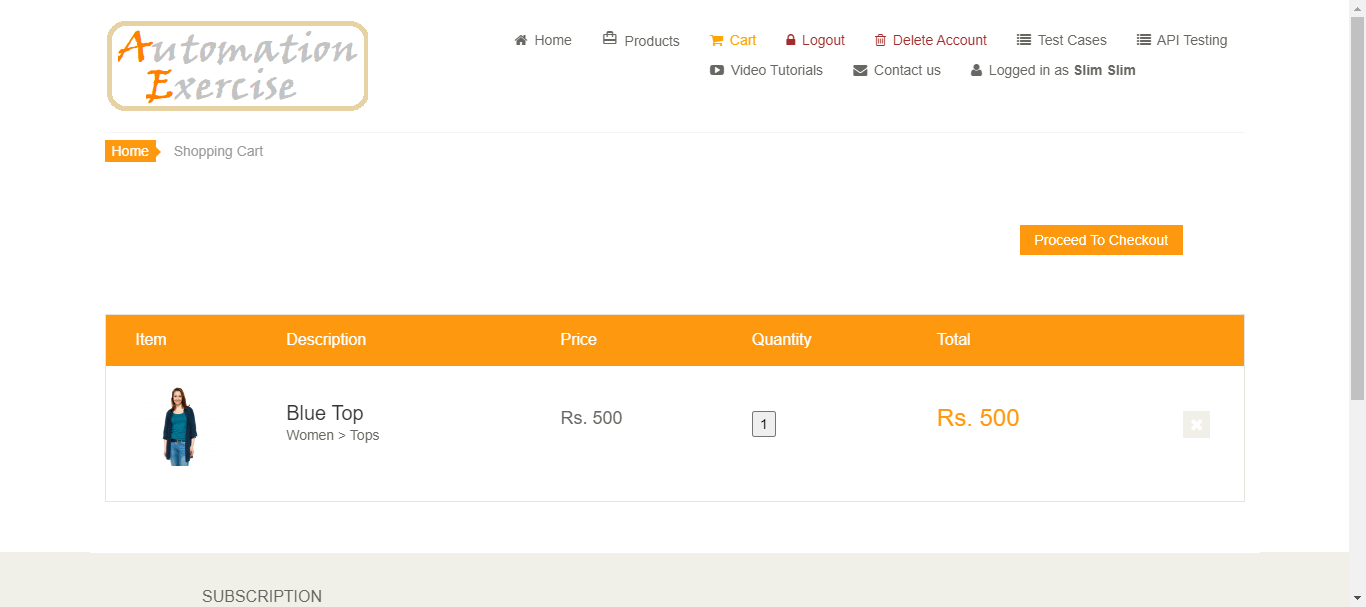 Automation
Exercise
Home Products Cart Logout Delete Account Test Cases API Testing
Video Tutorials Contact us Logged in as Slim Slim
Home Shopping Cart
Proceed To Checkout
Item Description Price Quantity Total
Blue Top
Women > Tops
Rs. 500
1
Rs. 500
SUBSCRIPTION